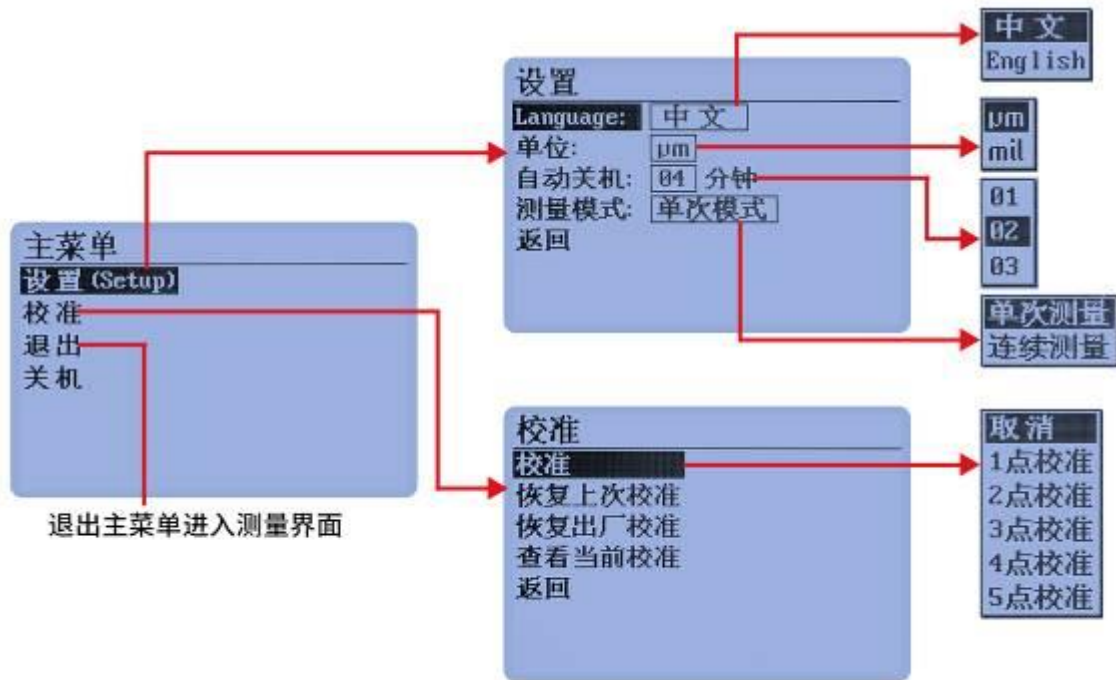 主菜单
设置(Setup)
校准
退出
关机
退出主菜单进入测量界面
设置
Language: 中文
单位: μm
自动关机: 04 分钟
测量模式: 单次模式
返回
中文
English
μm
mil
01
02
03
单次测量
连续测量
校准
校准
恢复上次校准
恢复出厂校准
查看当前校准
返回
取消
1点校准
2点校准
3点校准
4点校准
5点校准